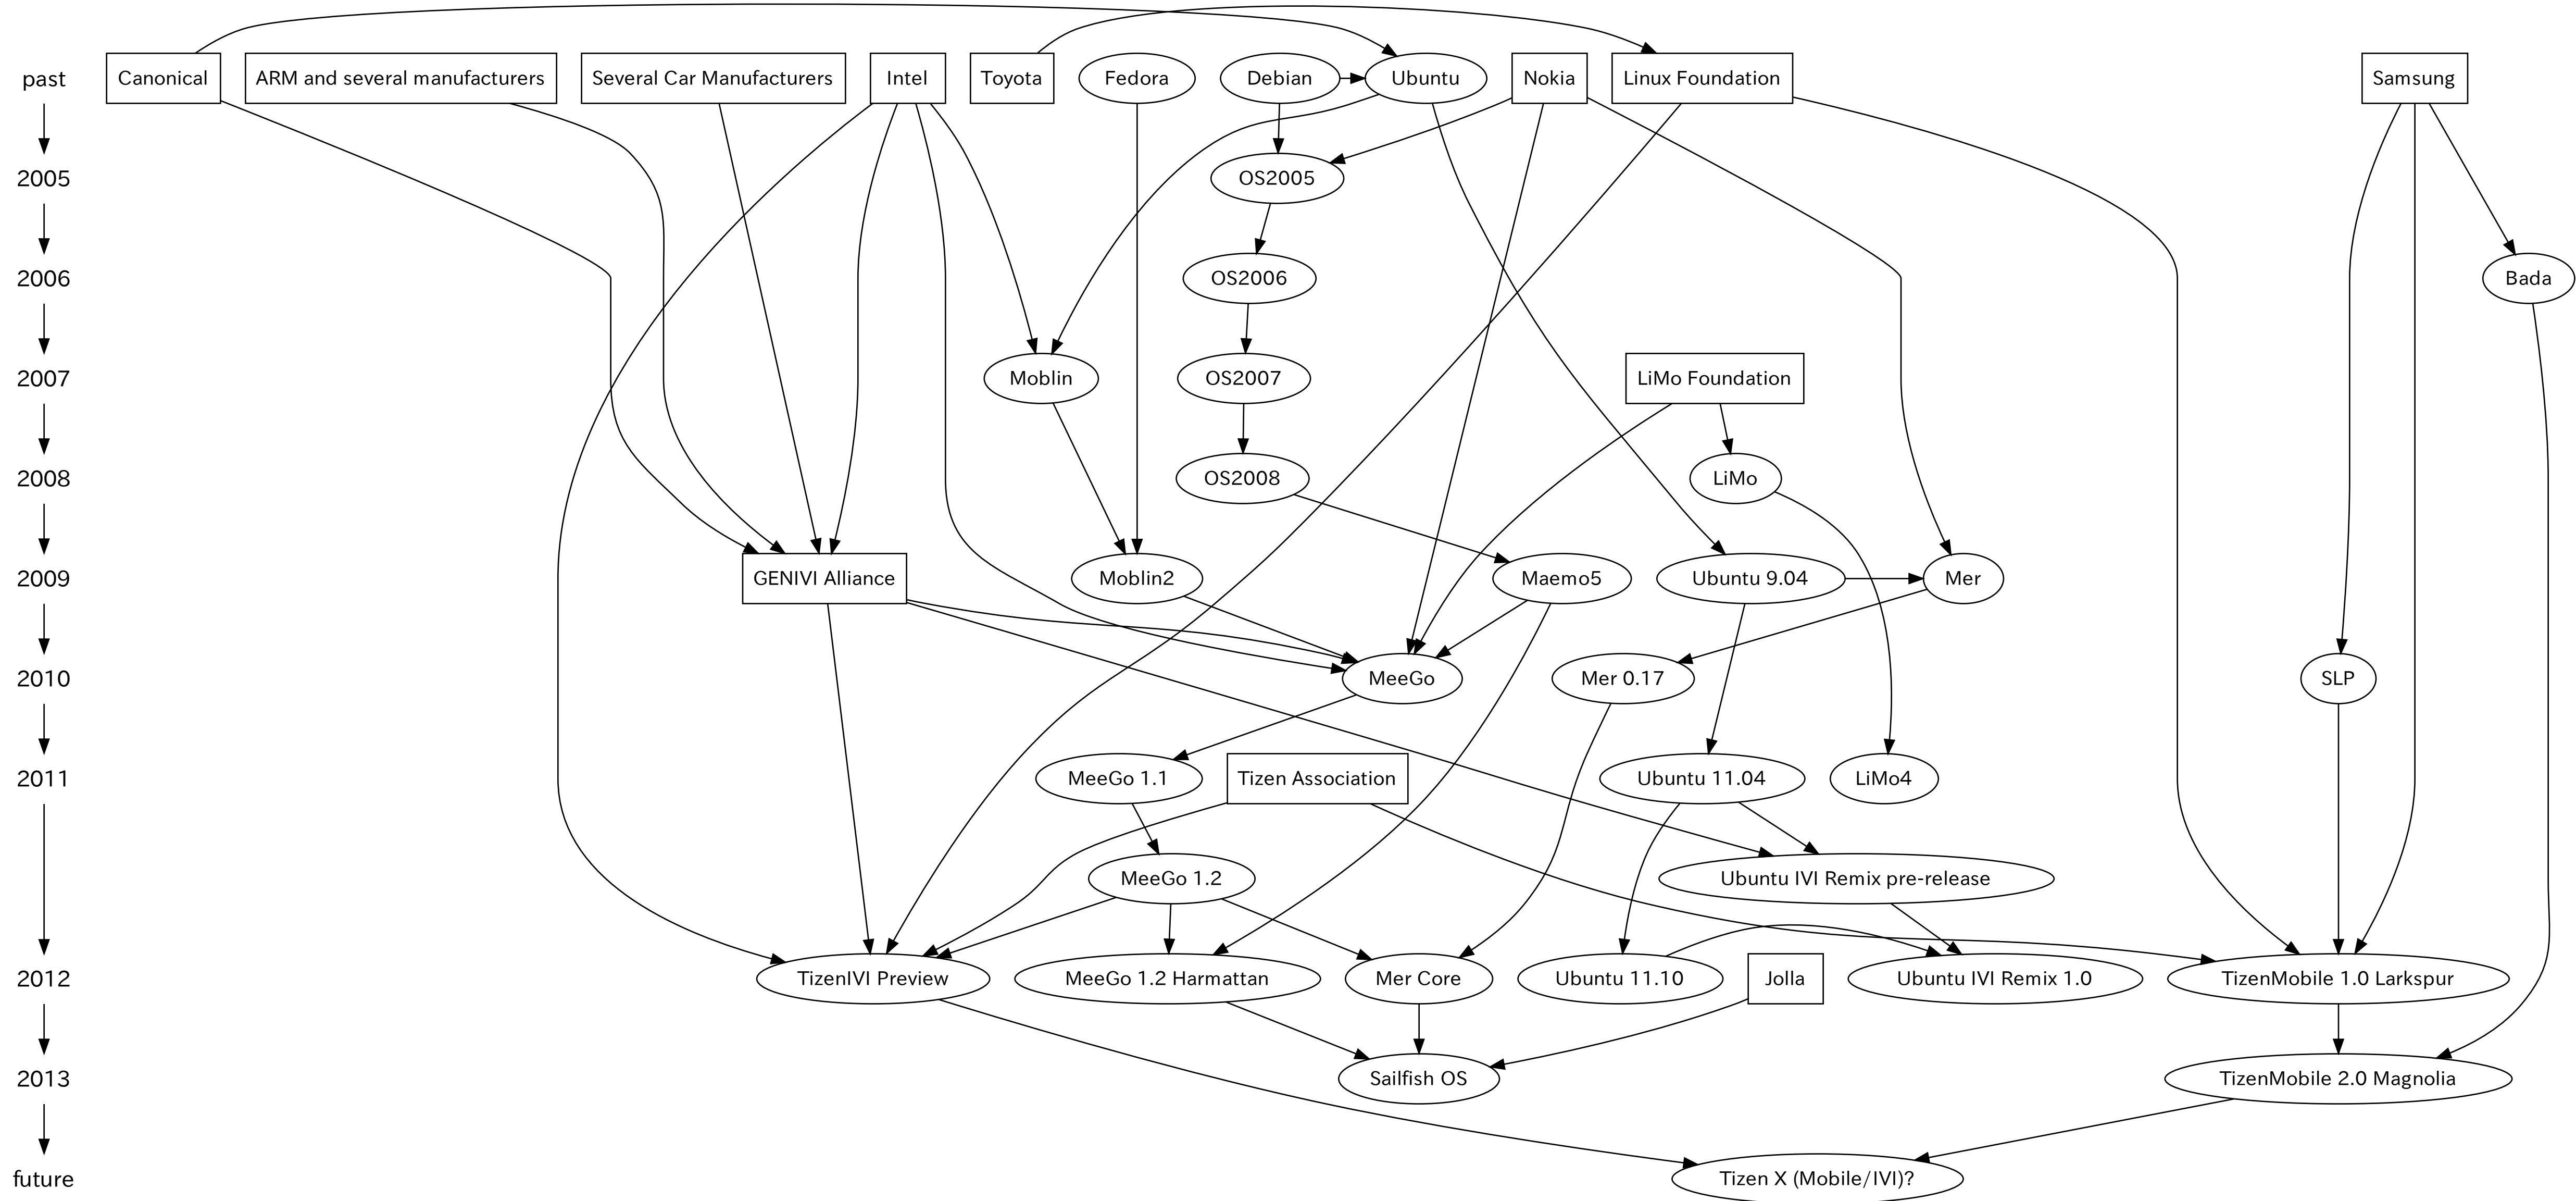 past
Canonical
ARM and several manufacturers
Several Car Manufacturers
Intel
Toyota
Fedora
Debian
Ubuntu
Nokia
Linux Foundation
Samsung
2005
OS2005
2006
OS2006
Bada
2007
Moblin
OS2007
LiMo Foundation
2008
OS2008
LiMo
2009
GENIVI Alliance
Moblin2
Maemo5
Ubuntu 9.04
Mer
2010
MeeGo
Mer 0.17
SLP
2011
MeeGo 1.1
Tizen Association
Ubuntu 11.04
LiMo4
MeeGo 1.2
Ubuntu IVI Remix pre-release
2012
TizenIVI Preview
MeeGo 1.2 Harmattan
Mer Core
Ubuntu 11.10
Jolla
Ubuntu IVI Remix 1.0
TizenMobile 1.0 Larkspur
2013
Sailfish OS
TizenMobile 2.0 Magnolia
future
Tizen X (Mobile/IVI)?